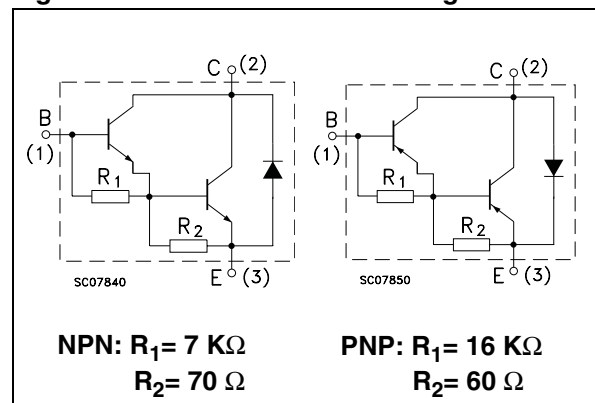 C (2)
B
(1)
R1
R2
E (3)
SC07840
C (2)
B
(1)
R1
R2
E (3)
SC07850
NPN: R1= 7 KΩ
R2= 70 Ω
PNP: R1= 16 KΩ
R2= 60 Ω